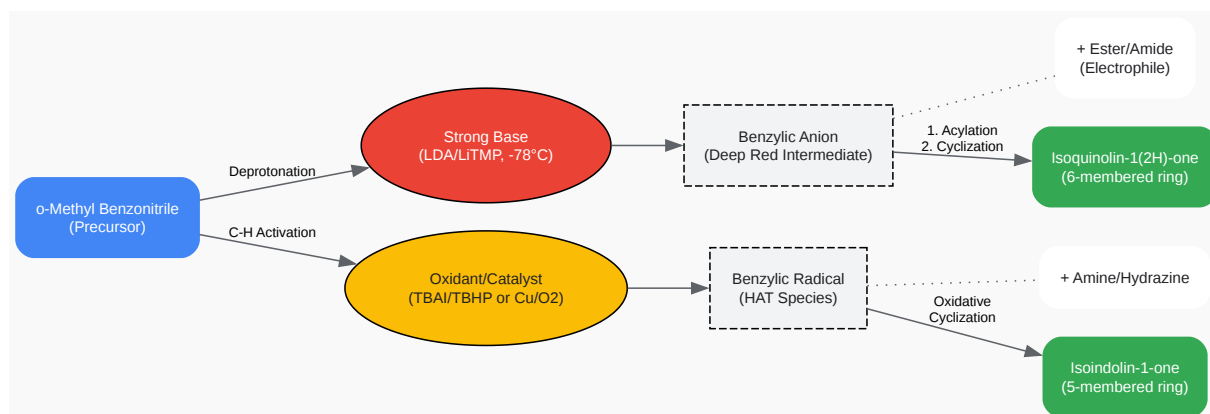 + Ester/Amide
(Electrophile)
Strong Base
(LDA/LiTMP, -78°C)
Benzylic Anion
(Deep Red Intermediate)
1. Acylation
2. Cyclization
Isoquinolin-1(2H)-one
(6-membered ring)
Deprotonation
o-Methyl Benzonitrile
(Precursor)
C-H Activation
Oxidant/Catalyst
(TBAI/TBHP or Cu/O2)
Benzylic Radical
(HAT Species)
+ Amine/Hydrazine
Oxidative
Cyclization
Isoindolin-1-one
(5-membered ring)